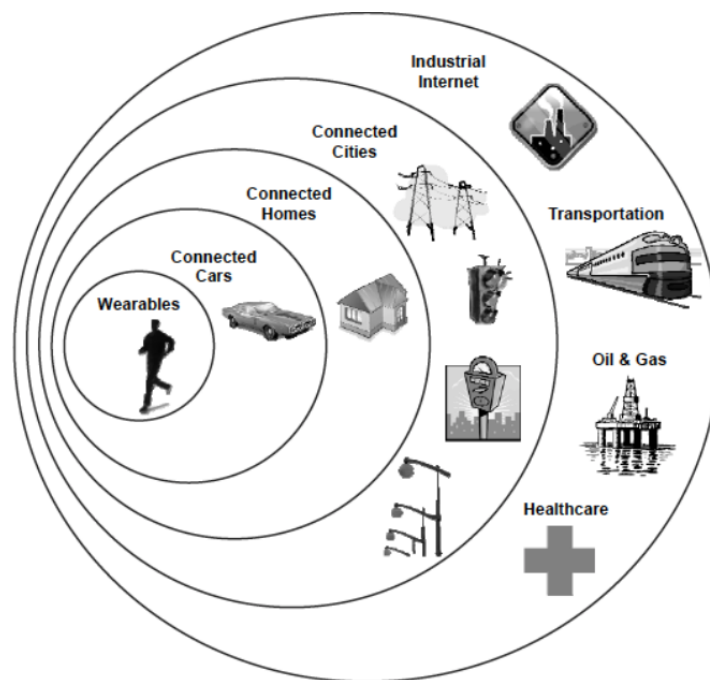 Industrial
Internet
Connected
Cities
Connected
Homes
Transportation
Connected
Cars
Wearables
Oil & Gas
Healthcare